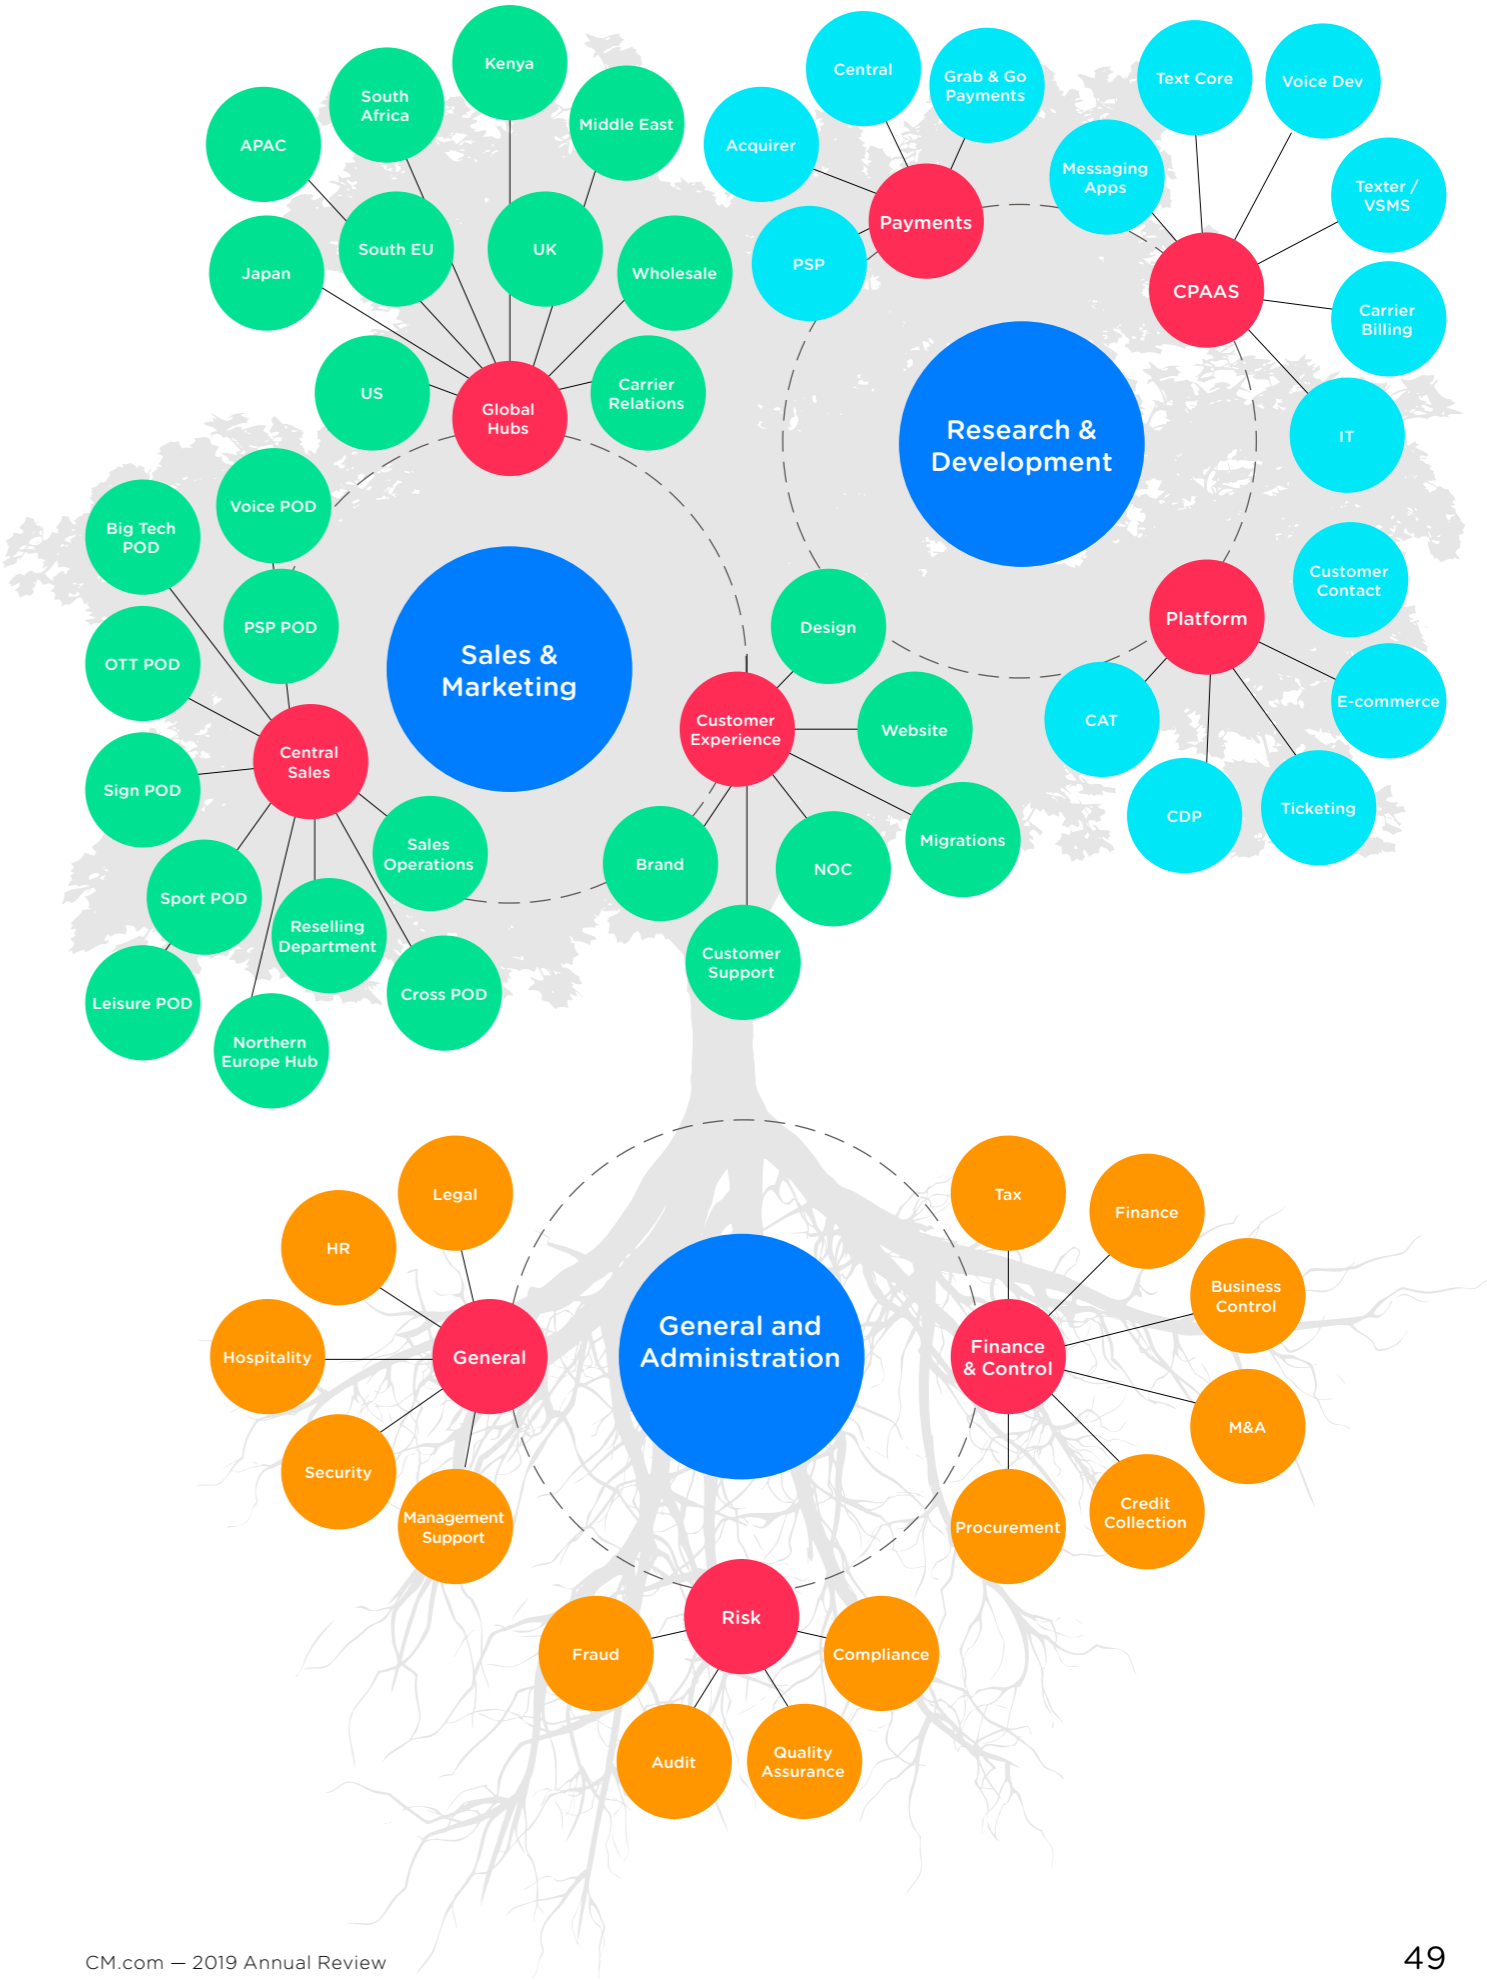 Kenya
South
Africa
Middle East
APAC
South EU
UK
Japan
Wholesale
US
Carrier
Relations
Global
Hubs
Central
Grab & Go
Payments
Acquirer
Payments
PSP
Text Core
Voice Dev
Messaging
Apps
Texter /
VSMS
CPAAS
Carrier
Billing
IT
Research &
Development
Customer
Contact
Platform
E-commerce
CAT
CDP
Ticketing
Voice POD
Big Tech
POD
PSP POD
OTT POD
Central
Sales
Sign POD
Sales
Operations
Sport POD
Reselling
Department
Leisure POD
Cross POD
Northern
Europe Hub
Sales &
Marketing
Design
Customer
Experience
Website
Migrations
Brand
NOC
Customer
Support
Legal
HR
Hospitality
General
Security
Management
Support
General and
Administration
Tax
Finance
Business
Control
Finance
& Control
M&A
Credit
Collection
Procurement
Risk
Fraud
Compliance
Audit
Quality
Assurance
CM.com — 2019 Annual Review
49